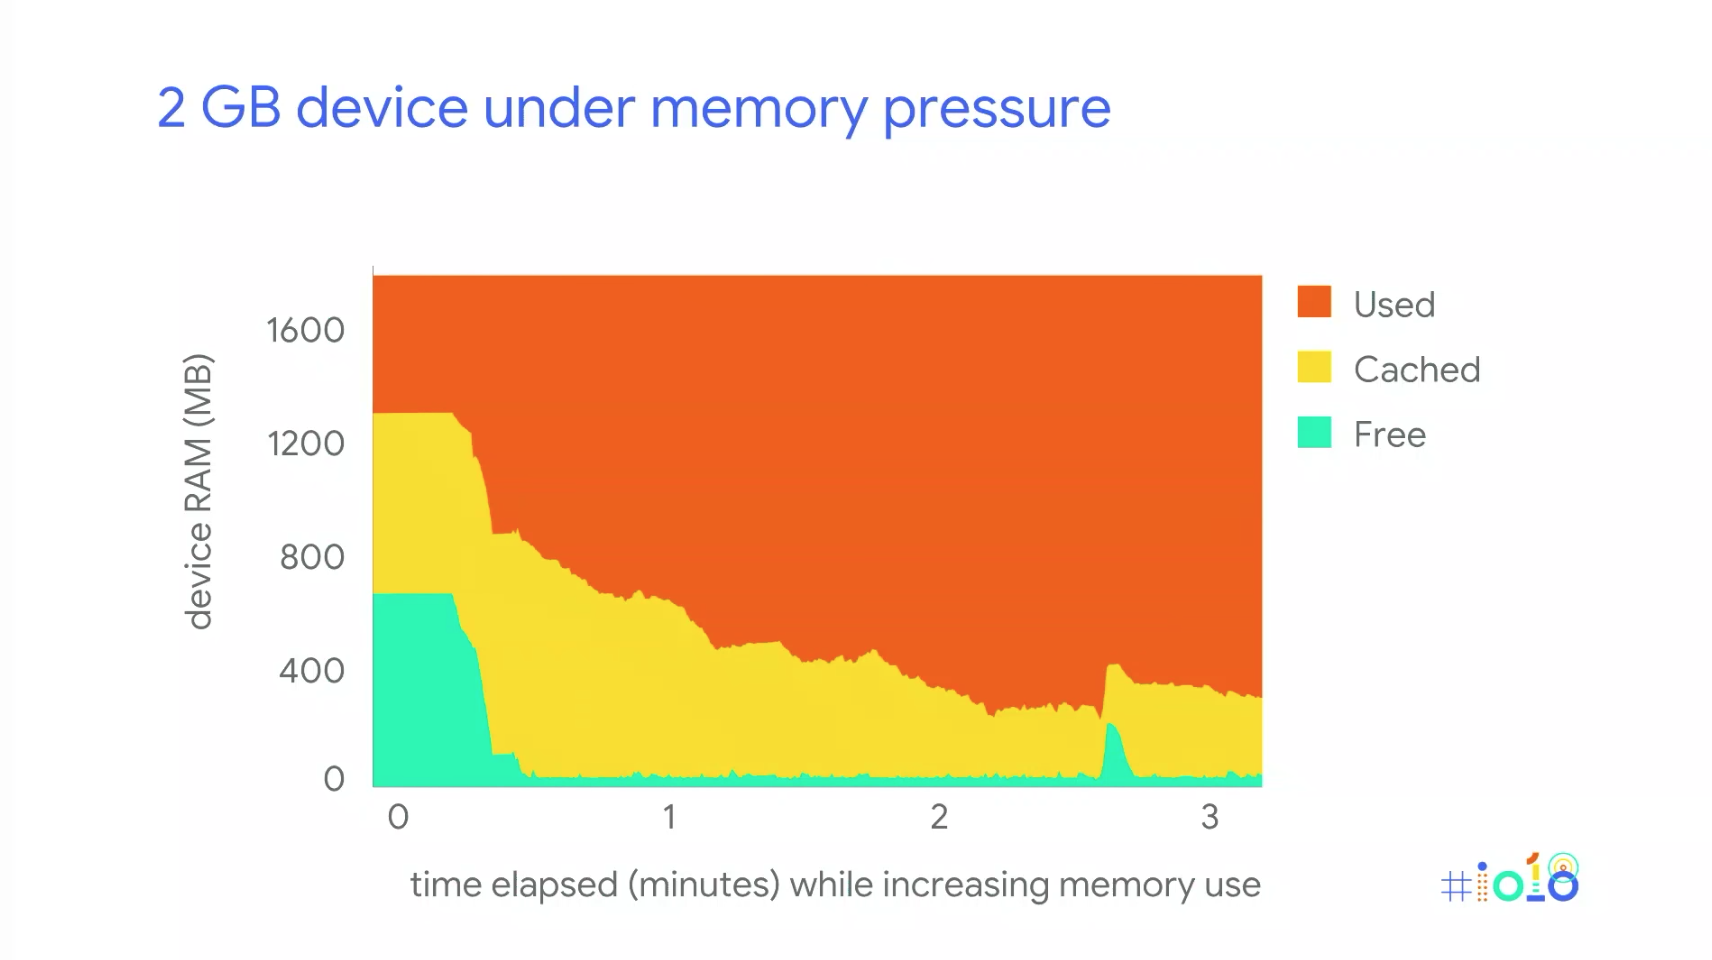 2 GB device under memory pressure
device RAM (MB)
1600
1200
800
400
0
0 1 2 3
time elapsed (minutes) while increasing memory use
Used
Cached
Free
#io18